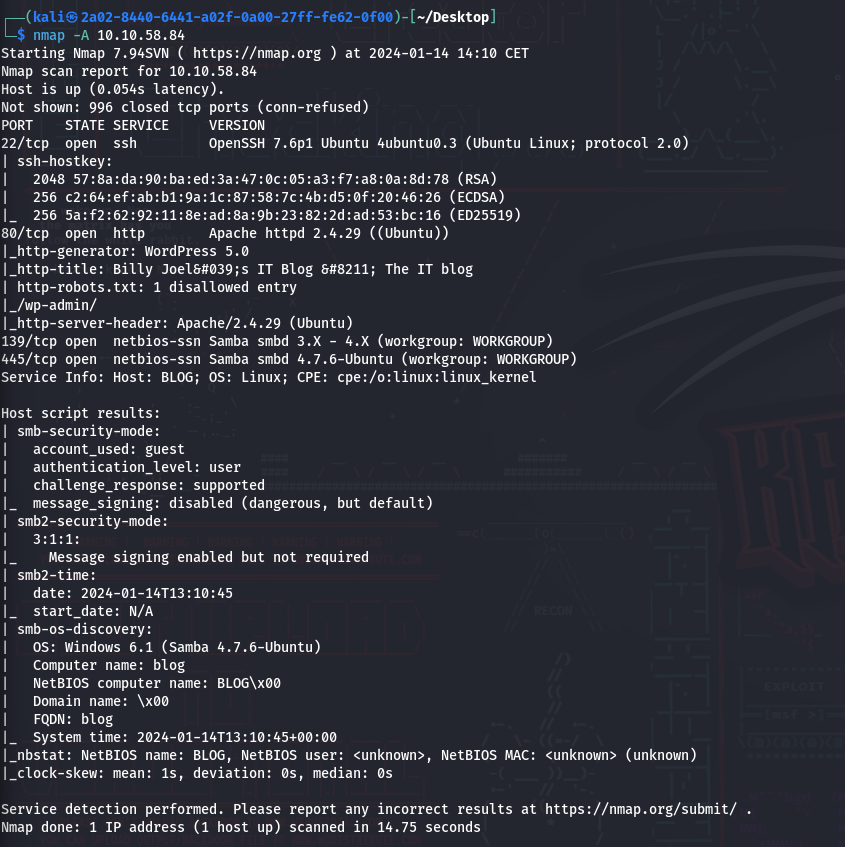 ┌──(kali㉿2a02-8440-6441-a02f-0a00-27ff-fe62-0f00)-[~/Desktop]
└─$ nmap -A 10.10.58.84
Starting Nmap 7.94SVN ( https://nmap.org ) at 2024-01-14 14:10 CET
Nmap scan report for 10.10.58.84
Host is up (0.054s latency).
Not shown: 996 closed tcp ports (conn-refused)
PORT    STATE SERVICE     VERSION
22/tcp  open  ssh         OpenSSH 7.6p1 Ubuntu 4ubuntu0.3 (Ubuntu Linux; protocol 2.0)
| ssh-hostkey:
|   2048 57:8a:da:90:ba:ed:3a:47:0c:05:a3:f7:a8:0a:8d:78 (RSA)
|   256 c2:64:ef:ab:b1:9a:1c:87:58:7c:4b:d5:0f:20:46:26 (ECDSA)
|_  256 5a:f2:62:92:11:8e:ad:8a:9b:23:82:2d:ad:53:bc:16 (ED25519)
80/tcp  open  http        Apache httpd 2.4.29 ((Ubuntu))
|_http-generator: WordPress 5.0
|_http-title: Billy Joel&#039;s IT Blog &#8211; The IT blog
| http-robots.txt: 1 disallowed entry
|_/wp-admin/
|_http-server-header: Apache/2.4.29 (Ubuntu)
139/tcp open  netbios-ssn Samba smbd 3.X - 4.X (workgroup: WORKGROUP)
445/tcp open  netbios-ssn Samba smbd 4.7.6-Ubuntu (workgroup: WORKGROUP)
Service Info: Host: BLOG; OS: Linux; CPE: cpe:/o:linux:linux_kernel

Host script results:
| smb-security-mode:
|   account_used: guest
|   authentication_level: user
|   challenge_response: supported
|_  message_signing: disabled (dangerous, but default)
| smb2-security-mode:
|   3:1:1:
|_    Message signing enabled but not required
| smb2-time:
|   date: 2024-01-14T13:10:45
|_  start_date: N/A
| smb-os-discovery:
|   OS: Windows 6.1 (Samba 4.7.6-Ubuntu)
|   Computer name: blog
|   NetBIOS computer name: BLOG\x00
|   Domain name: \x00
|   FQDN: blog
|_  System time: 2024-01-14T13:10:45+00:00
|_nbstat: NetBIOS name: BLOG, NetBIOS user: <unknown>, NetBIOS MAC: <unknown> (unknown)
|_clock-skew: mean: 1s, deviation: 0s, median: 0s

Service detection performed. Please report any incorrect results at https://nmap.org/submit/ .
Nmap done: 1 IP address (1 host up) scanned in 14.75 seconds
RECON
EXPLOIT